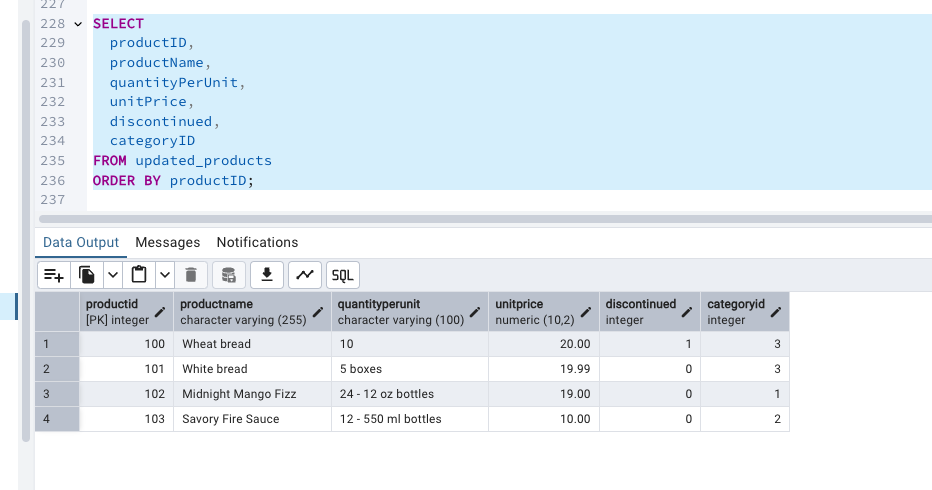 227
228 SELECT
229 productID,
230 productName,
231 quantityPerUnit,
232 unitPrice,
233 discontinued,
234 categoryID
235 FROM updated_products
236 ORDER BY productID;
237
Data Output Messages Notifications
SQL
productid productname quantityperunit unitprice discontinued categoryid
[PK] integer character varying (255) character varying (100) numeric (10,2) integer integer
1 100 Wheat bread 10 20.00 1 3
2 101 White bread 5 boxes 19.99 0 3
3 102 Midnight Mango Fizz 24 - 12 oz bottles 19.00 0 1
4 103 Savory Fire Sauce 12 - 550 ml bottles 10.00 0 2